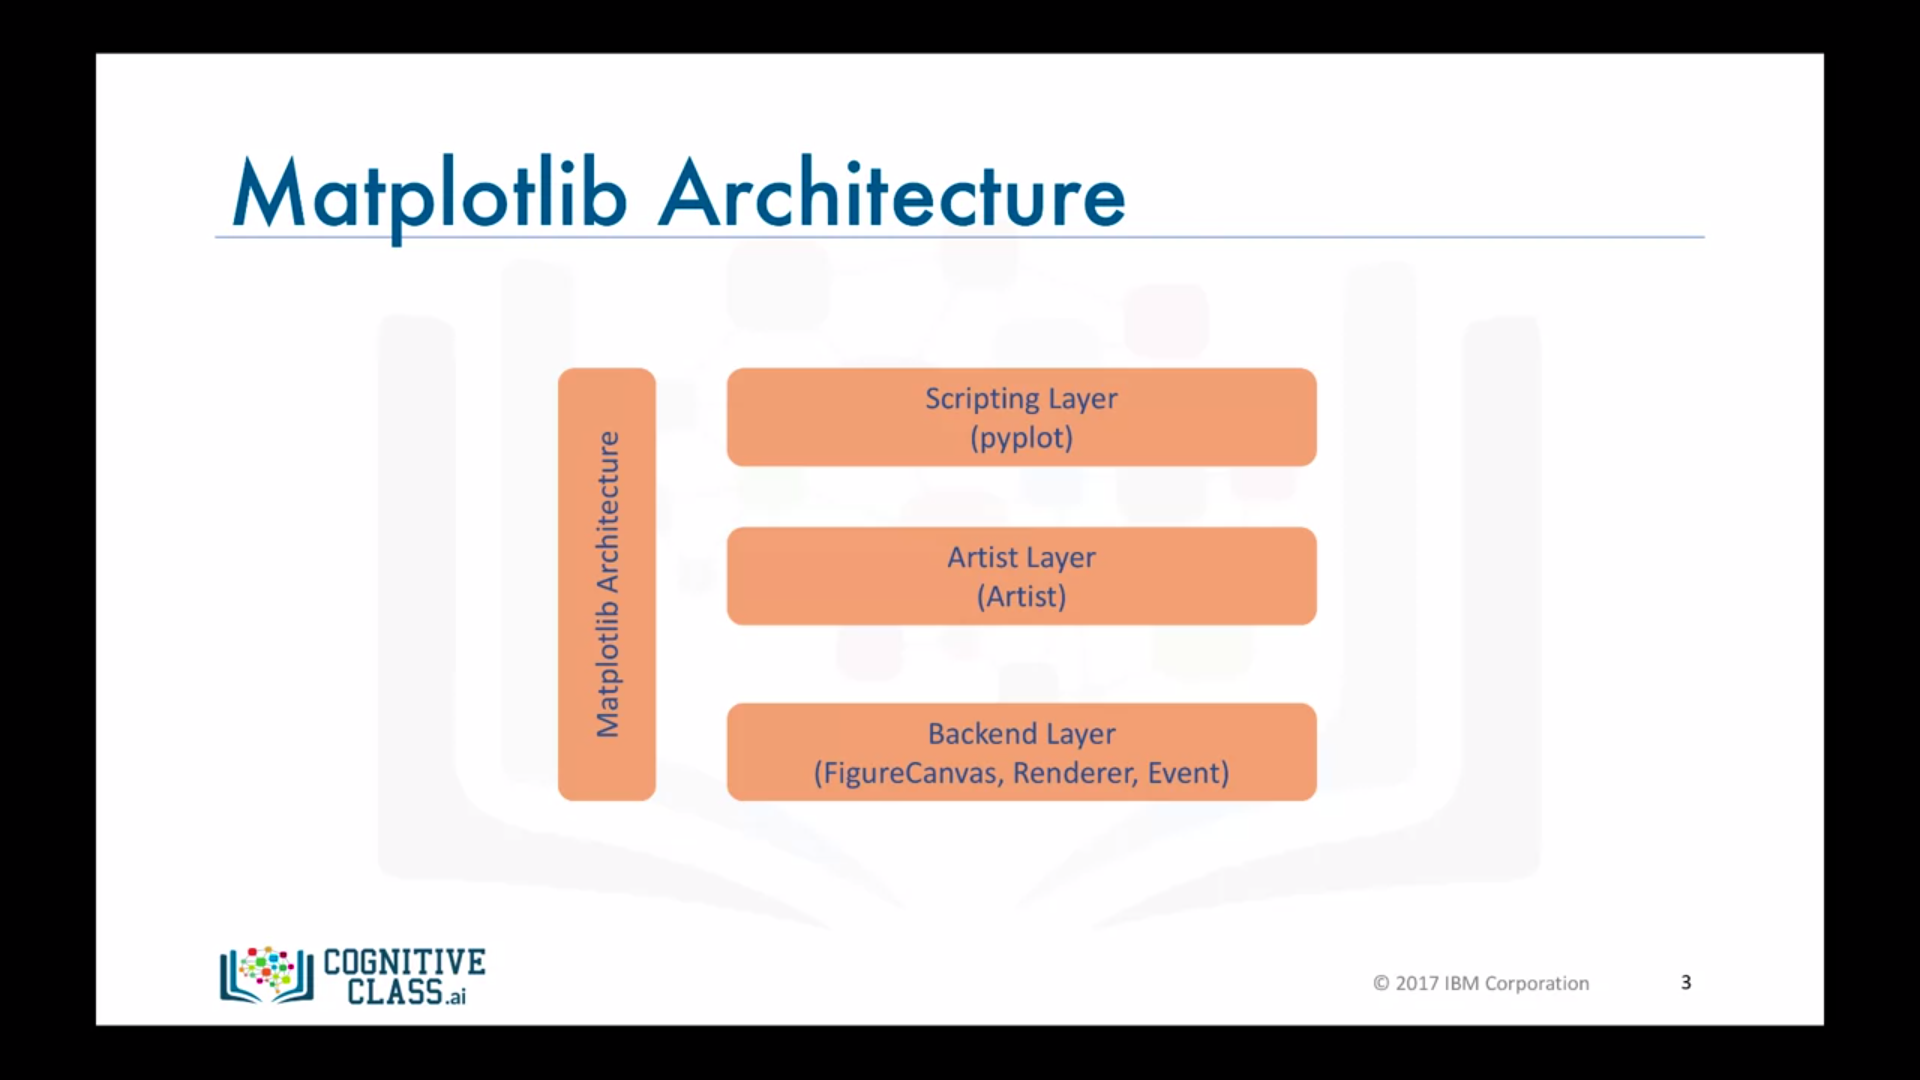 Matplotlib Architecture
Matplotlib Architecture
Scripting Layer
(pyplot)
Artist Layer
(Artist)
Backend Layer
(FigureCanvas, Renderer, Event)
COGNITIVE
CLASS.ai
© 2017 IBM Corporation
3